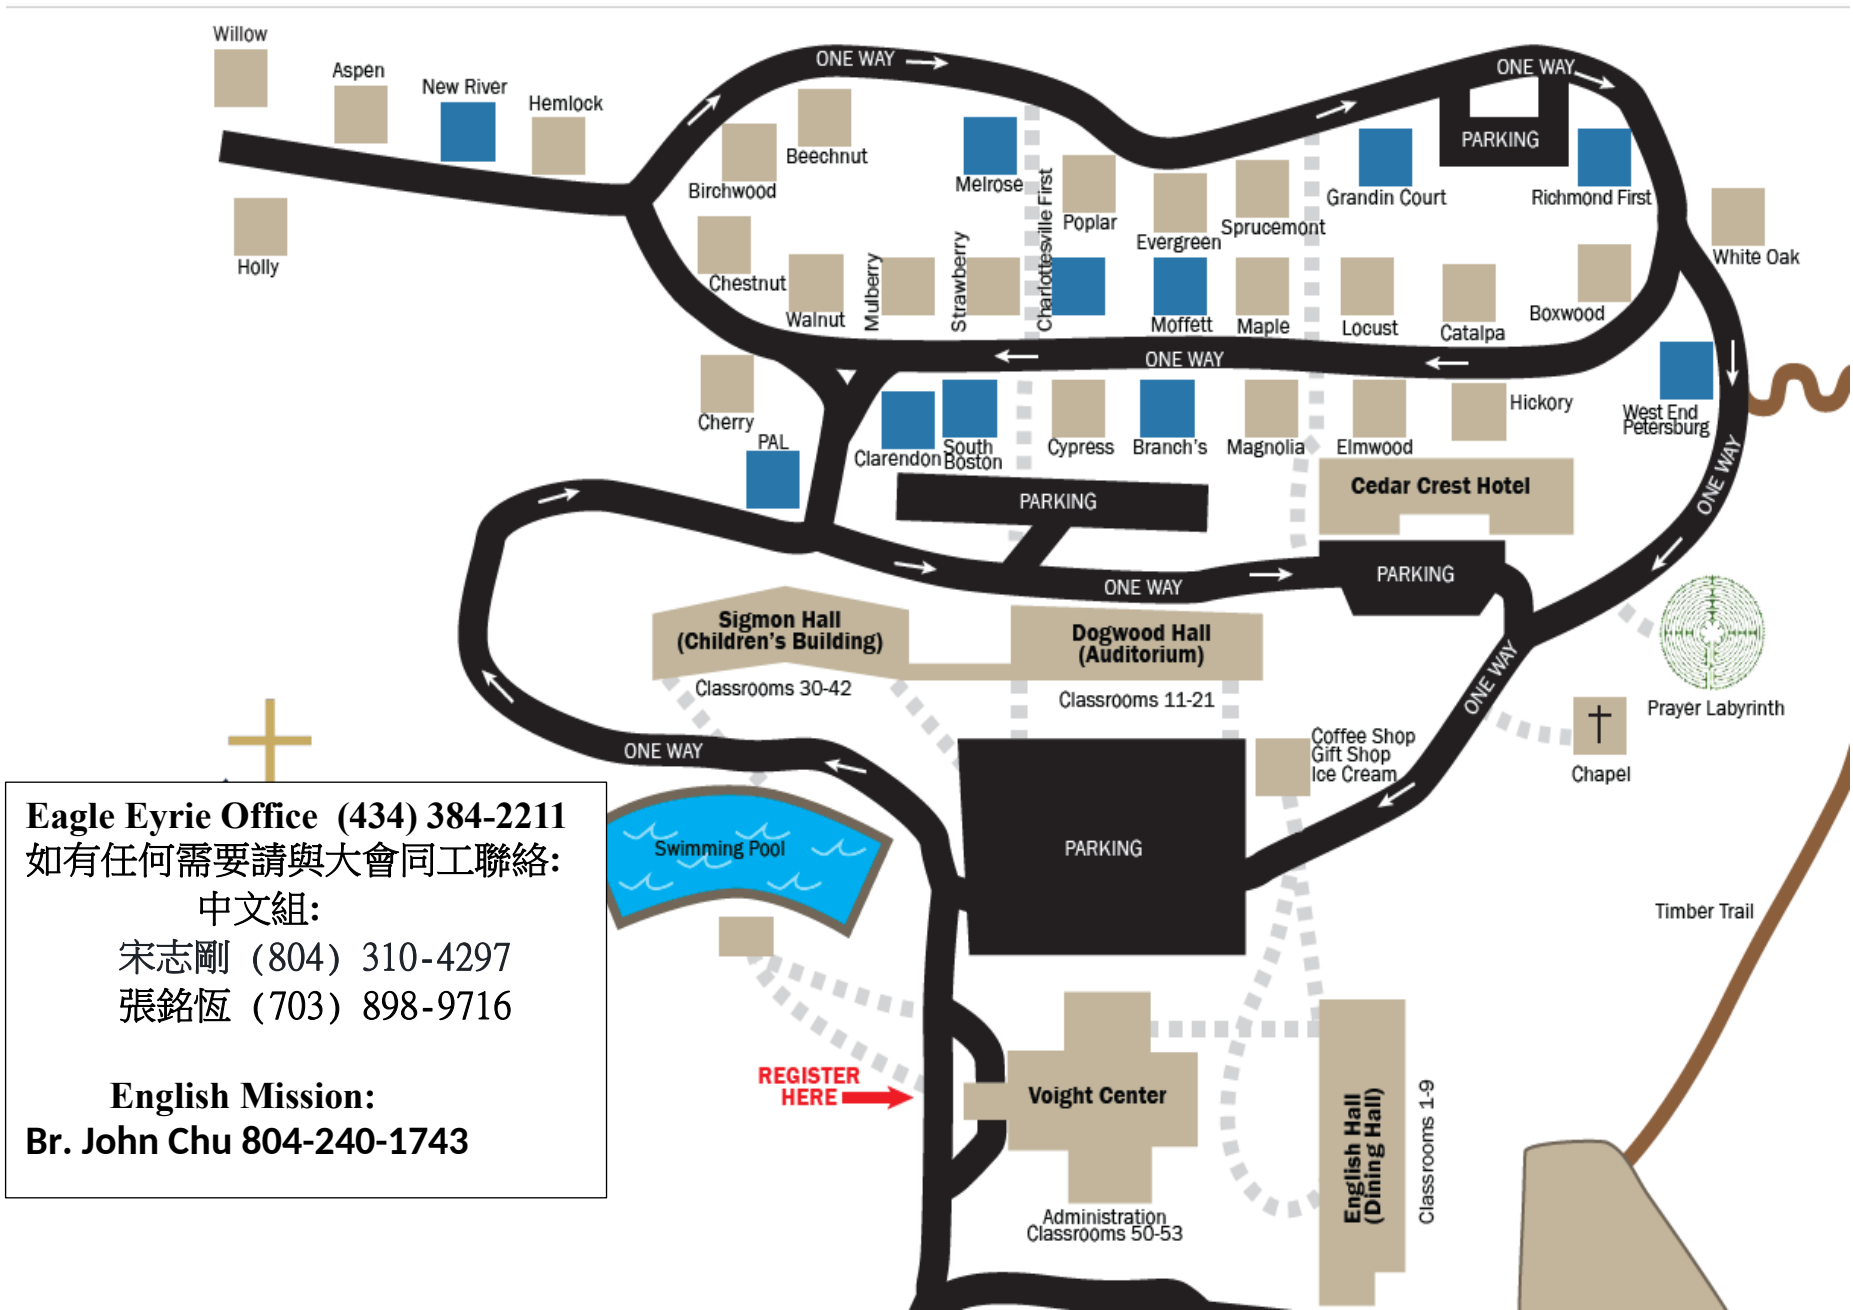 Willow
Aspen
New River
Hemlock
Holly
ONE WAY
ONE WAY
PARKING
Beechnut
Birchwood
Melrose
Charlottesville First
Poplar
Evergreen
Sprucemont
Grandin Court
Richmond First
White Oak
Chestnut
Walnut
Mulberry
Strawberry
Moffett
Maple
Locust
Catalpa
Boxwood
ONE WAY
Cherry
PAL
Clarendon
South
Boston
Cypress
Branch's
Magnolia
Elmwood
Hickory
West End
Petersburg
ONE WAY
PARKING
Cedar Crest Hotel
PARKING
ONE WAY
Sigmon Hall
(Children's Building)
Classrooms 30-42
Dogwood Hall
(Auditorium)
Classrooms 11-21
ONE WAY
Prayer Labyrinth
Chapel
Coffee Shop
Gift Shop
Ice Cream
ONE WAY
PARKING
Swimming Pool
Timber Trail
Eagle Eyrie Office (434) 384-2211
如有任何需要請與大會同工聯絡:
中文組:
宋志剛 (804) 310-4297
張銘恆 (703) 898-9716
English Mission:
Br. John Chu 804-240-1743
REGISTER
HERE
Voight Center
Administration
Classrooms 50-53
English Hall
(Dining Hall)
Classrooms 1-9